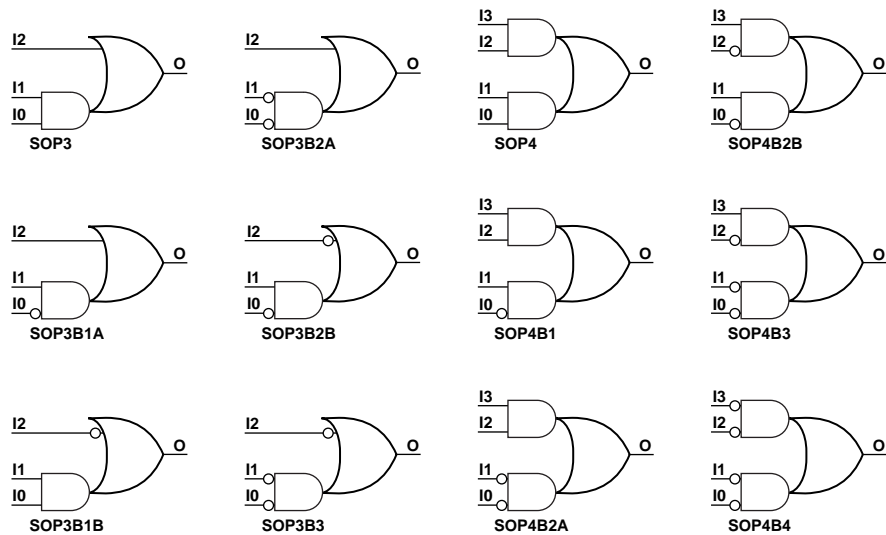 I2
I1
I0
O
SOP3
I2
I1
I0
O
SOP3B2A
I3
I2
I1
I0
O
SOP4
I3
I2
I1
I0
O
SOP4B2B
I2
I1
I0
O
SOP3B1A
I2
I1
I0
O
SOP3B2B
I3
I2
I1
I0
O
SOP4B1
I3
I2
I1
I0
O
SOP4B3
I2
I1
I0
O
SOP3B1B
I2
I1
I0
O
SOP3B3
I3
I2
I1
I0
O
SOP4B2A
I3
I2
I1
I0
O
SOP4B4